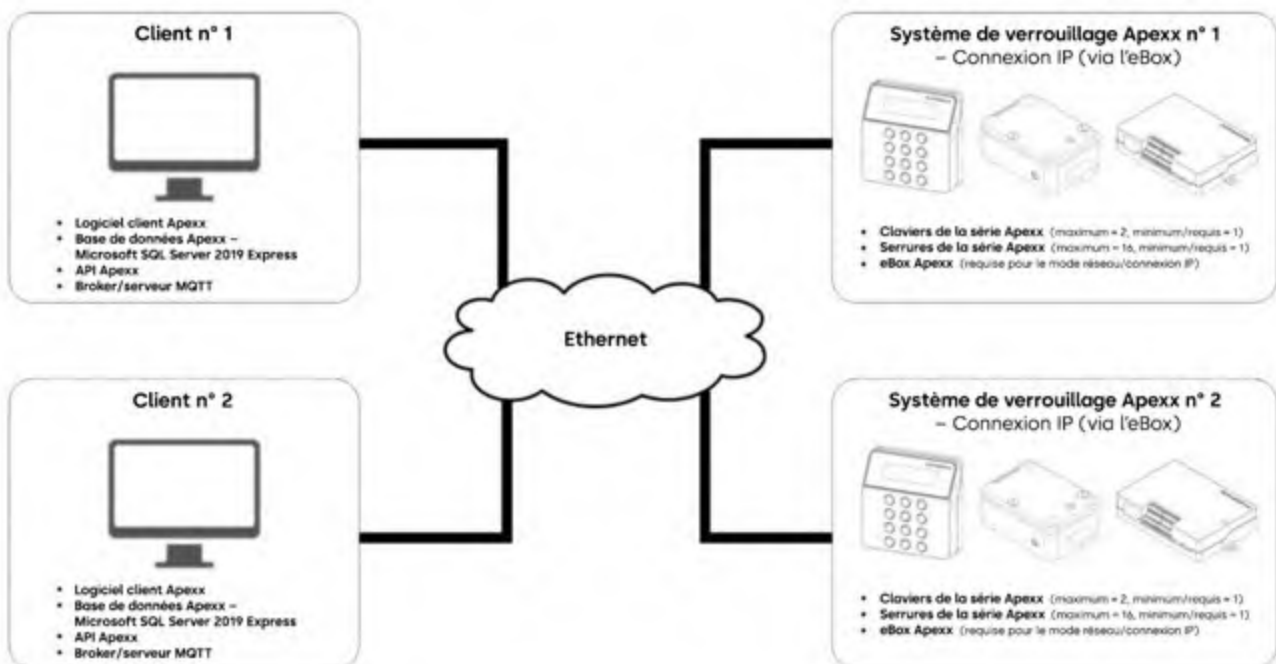 Client n° 1
• Logiciel client Apexx
• Base de données Apexx –
Microsoft SQL Server 2019 Express
• API Apexx
• Broker/serveur MQTT
Système de verrouillage Apexx n° 1
– Connexion IP (via l'eBox)
• Claviers de la série Apexx (maximum = 2, minimum/requis = 1)
• Serrures de la série Apexx (maximum = 16, minimum/requis = 1)
• eBox Apexx (requise pour le mode réseau/connexion IP)
Ethernet
Client n° 2
• Logiciel client Apexx
• Base de données Apexx –
Microsoft SQL Server 2019 Express
• API Apexx
• Broker/serveur MQTT
Système de verrouillage Apexx n° 2
– Connexion IP (via l'eBox)
• Claviers de la série Apexx (maximum = 2, minimum/requis = 1)
• Serrures de la série Apexx (maximum = 16, minimum/requis = 1)
• eBox Apexx (requise pour le mode réseau/connexion IP)